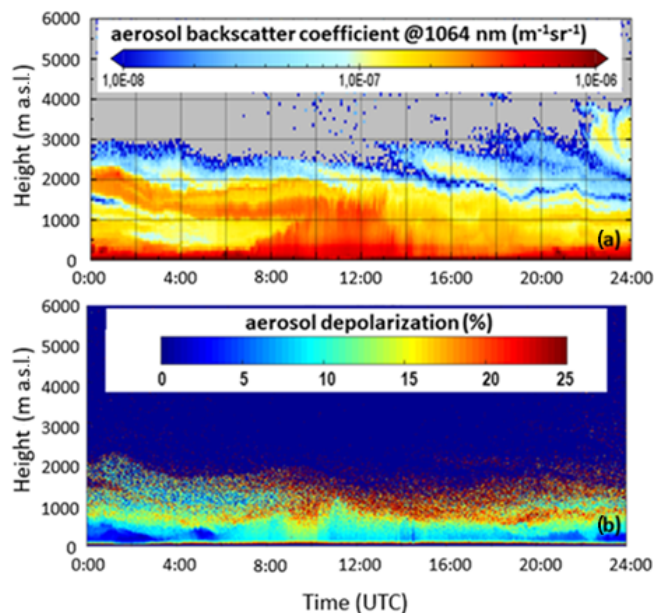 6000
aerosol backscatter coefficient @1064 nm (m⁻¹sr⁻¹)
1,0E-08 1,0E-07 1,0E-06
5000
4000
3000
2000
1000
0
Height (m a.s.l.)
(a)
0:00 4:00 8:00 12:00 16:00 20:00 24:00
6000
aerosol depolarization (%)
0 5 10 15 20 25
5000
4000
3000
2000
1000
0
Height (m a.s.l.)
(b)
0:00 4:00 8:00 12:00 16:00 20:00 24:00
Time (UTC)